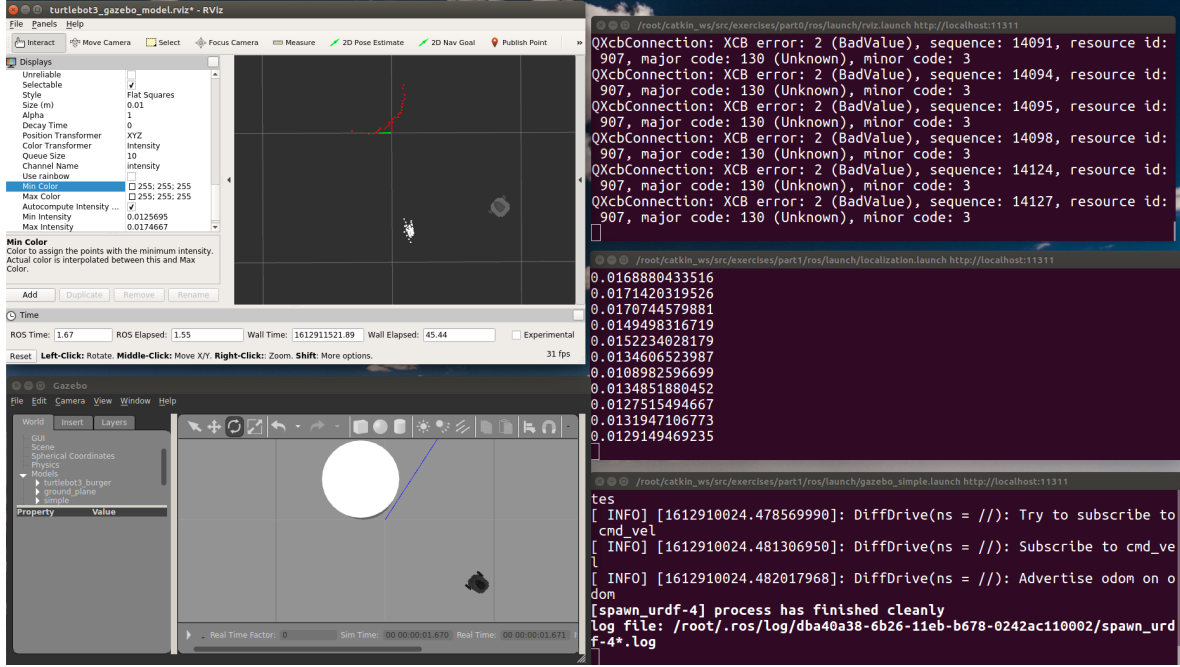 turtlebot3_gazebo_model.rviz* - RViz
File Panels Help
Interact Move Camera Select Focus Camera Measure 2D Pose Estimate 2D Nav Goal Publish Point »
Displays
Unreliable
Selectable
Style Flat Squares
Size (m) 0.01
Alpha 1
Decay Time 0
Position Transformer XYZ
Color Transformer Intensity
Queue Size 10
Channel Name intensity
Use rainbow
Min Color 255; 255; 255
Max Color 255; 255; 255
Autocompute Intensity ...
Min Intensity 0.0125695
Max Intensity 0.0174667
Min Color
Color to assign the points with the minimum intensity.
Actual color is interpolated between this and Max
Color.
Add Duplicate Remove Rename
Time
ROS Time: 1.67 ROS Elapsed: 1.55 Wall Time: 1612911521.89 Wall Elapsed: 45.44 Experimental
Reset Left-Click: Rotate. Middle-Click: Move X/Y. Right-Click:: Zoom. Shift: More options. 31 fps
Gazebo
File Edit Camera View Window Help
World Insert Layers
GUI
Scene
Spherical Coordinates
Physics
Models
turtlebot3_burger
ground_plane
simple
Property Value
Real Time Factor: 0 Sim Time: 00 00:00:01.670 Real Time: 00 00:00:01.671
/root/catkin_ws/src/exercises/part0/ros/launch/rviz.launch http://localhost:11311
QXcbConnection: XCB error: 2 (BadValue), sequence: 14091, resource id:
907, major code: 130 (Unknown), minor code: 3
QXcbConnection: XCB error: 2 (BadValue), sequence: 14094, resource id:
907, major code: 130 (Unknown), minor code: 3
QXcbConnection: XCB error: 2 (BadValue), sequence: 14095, resource id:
907, major code: 130 (Unknown), minor code: 3
QXcbConnection: XCB error: 2 (BadValue), sequence: 14098, resource id:
907, major code: 130 (Unknown), minor code: 3
QXcbConnection: XCB error: 2 (BadValue), sequence: 14124, resource id:
907, major code: 130 (Unknown), minor code: 3
QXcbConnection: XCB error: 2 (BadValue), sequence: 14127, resource id:
907, major code: 130 (Unknown), minor code: 3
/root/catkin_ws/src/exercises/part1/ros/launch/localization.launch http://localhost:11311
0.0168880433516
0.0171420319526
0.0170744579881
0.0149498316719
0.0152234028179
0.0134606523987
0.0108982596699
0.0134851880452
0.0127515494667
0.0131947106773
0.0129149469235
/root/catkin_ws/src/exercises/part1/ros/launch/gazebo_simple.launch http://localhost:11311
tes
[ INFO] [1612910024.478569990]: DiffDrive(ns = //): Try to subscribe to
cmd_vel
[ INFO] [1612910024.481306950]: DiffDrive(ns = //): Subscribe to cmd_ve
l
[ INFO] [1612910024.482017968]: DiffDrive(ns = //): Advertise odom on o
dom
[spawn_urdf-4] process has finished cleanly
log file: /root/.ros/log/dba40a38-6b26-11eb-b678-0242ac110002/spawn_urd
f-4*.log